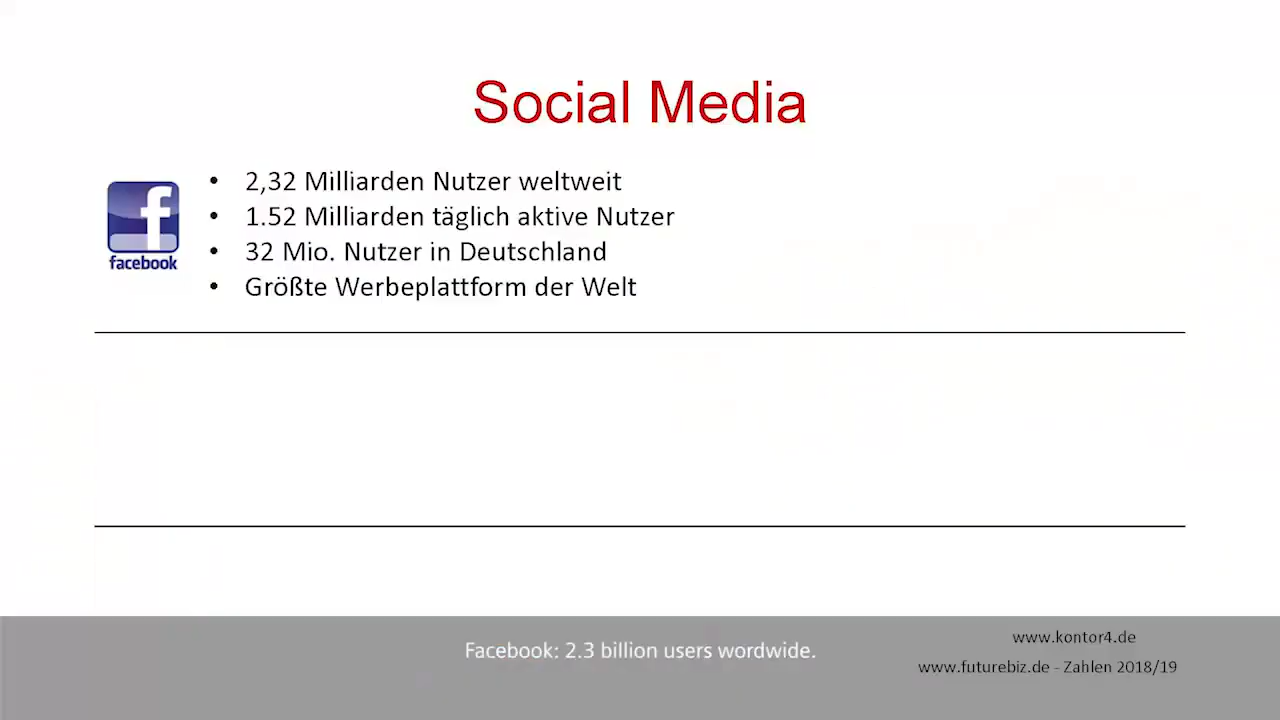 Social Media
f
facebook
• 2,32 Milliarden Nutzer weltweit
• 1.52 Milliarden täglich aktive Nutzer
• 32 Mio. Nutzer in Deutschland
• Größte Werbeplattform der Welt
Facebook: 2.3 billion users wordwide.
www.kontor4.de
www.futurebiz.de - Zahlen 2018/19